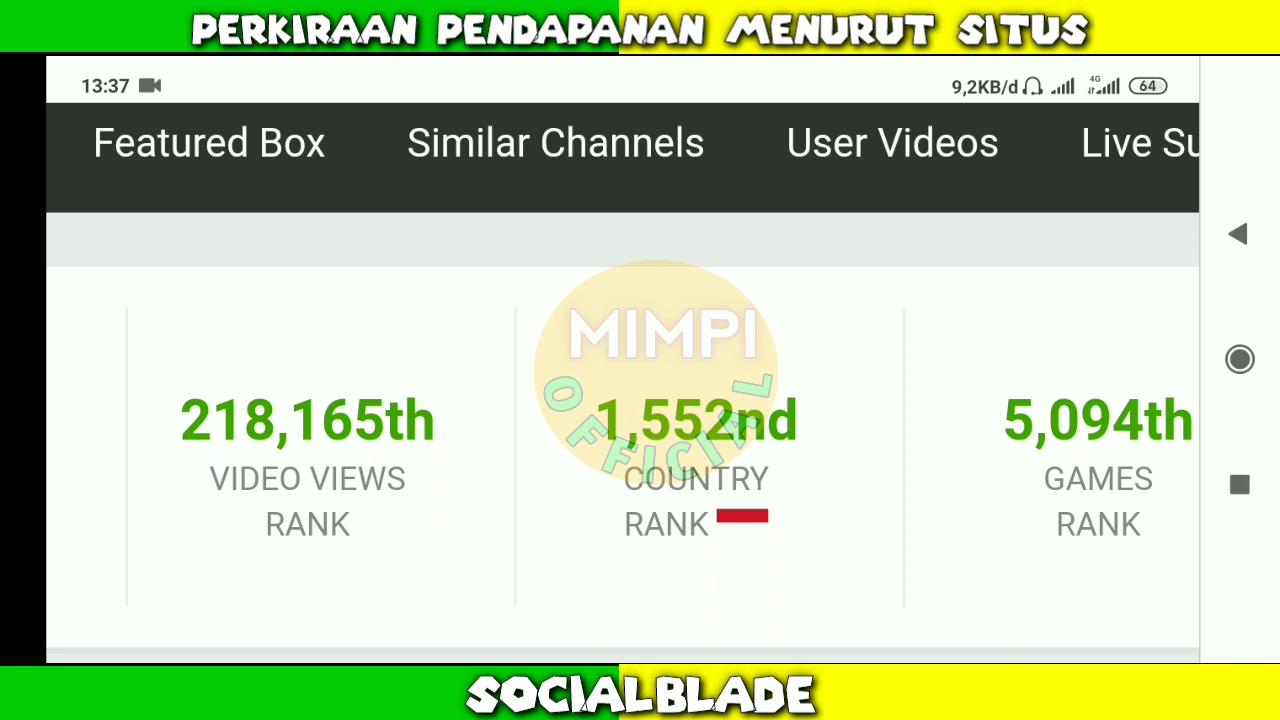 PERKIRAAN PENDAPANAN MENURUT SITUS
13:37 9,2KB/d 4G 64
Featured Box Similar Channels User Videos Live Su
MIMPI
OFFICIAL
218,165th 1,552nd 5,094th
VIDEO VIEWS COUNTRY GAMES
RANK RANK RANK
SOCIALBLADE